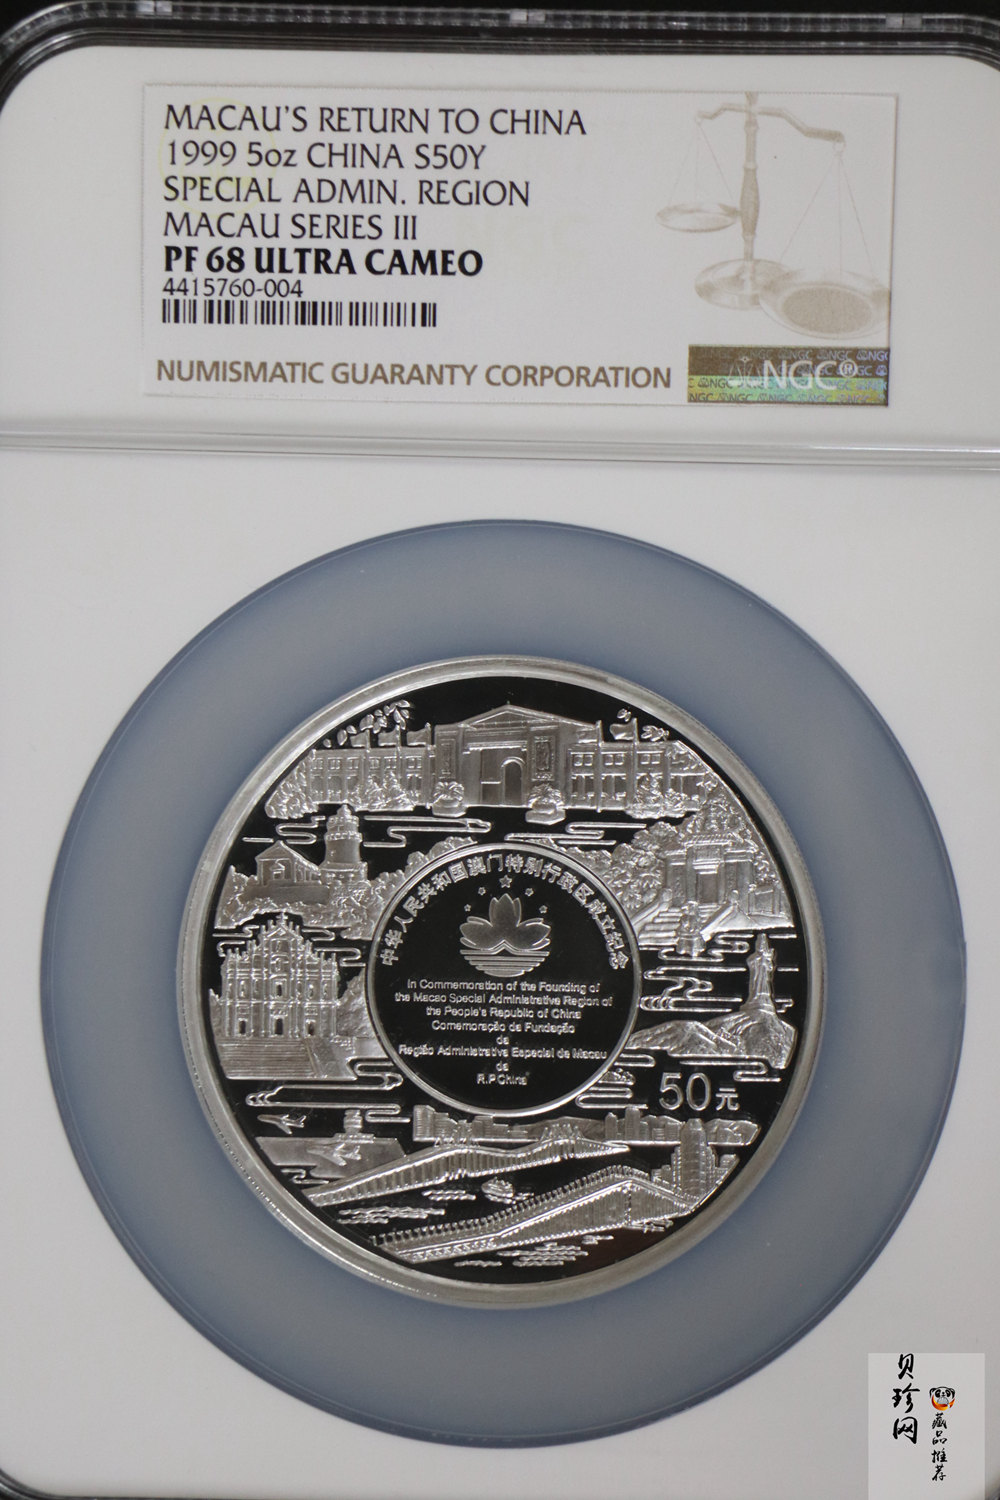 MACAU'S RETURN TO CHINA
1999 5oz CHINA S50Y
SPECIAL ADMIN. REGION
MACAU SERIES III
PF 68 ULTRA CAMEO
4415760-004
NUMISMATIC GUARANTY CORPORATION
NGC®
中华人民共和国澳门特别行政区成立纪念
In Commemoration of the Founding of
the Macao Special Administrative Region of
the People's Republic of China
Comemoração da Fundação
da
Região Administrativa Especial de Macau
da
R.P China
50元
贝珍网
藏品推荐